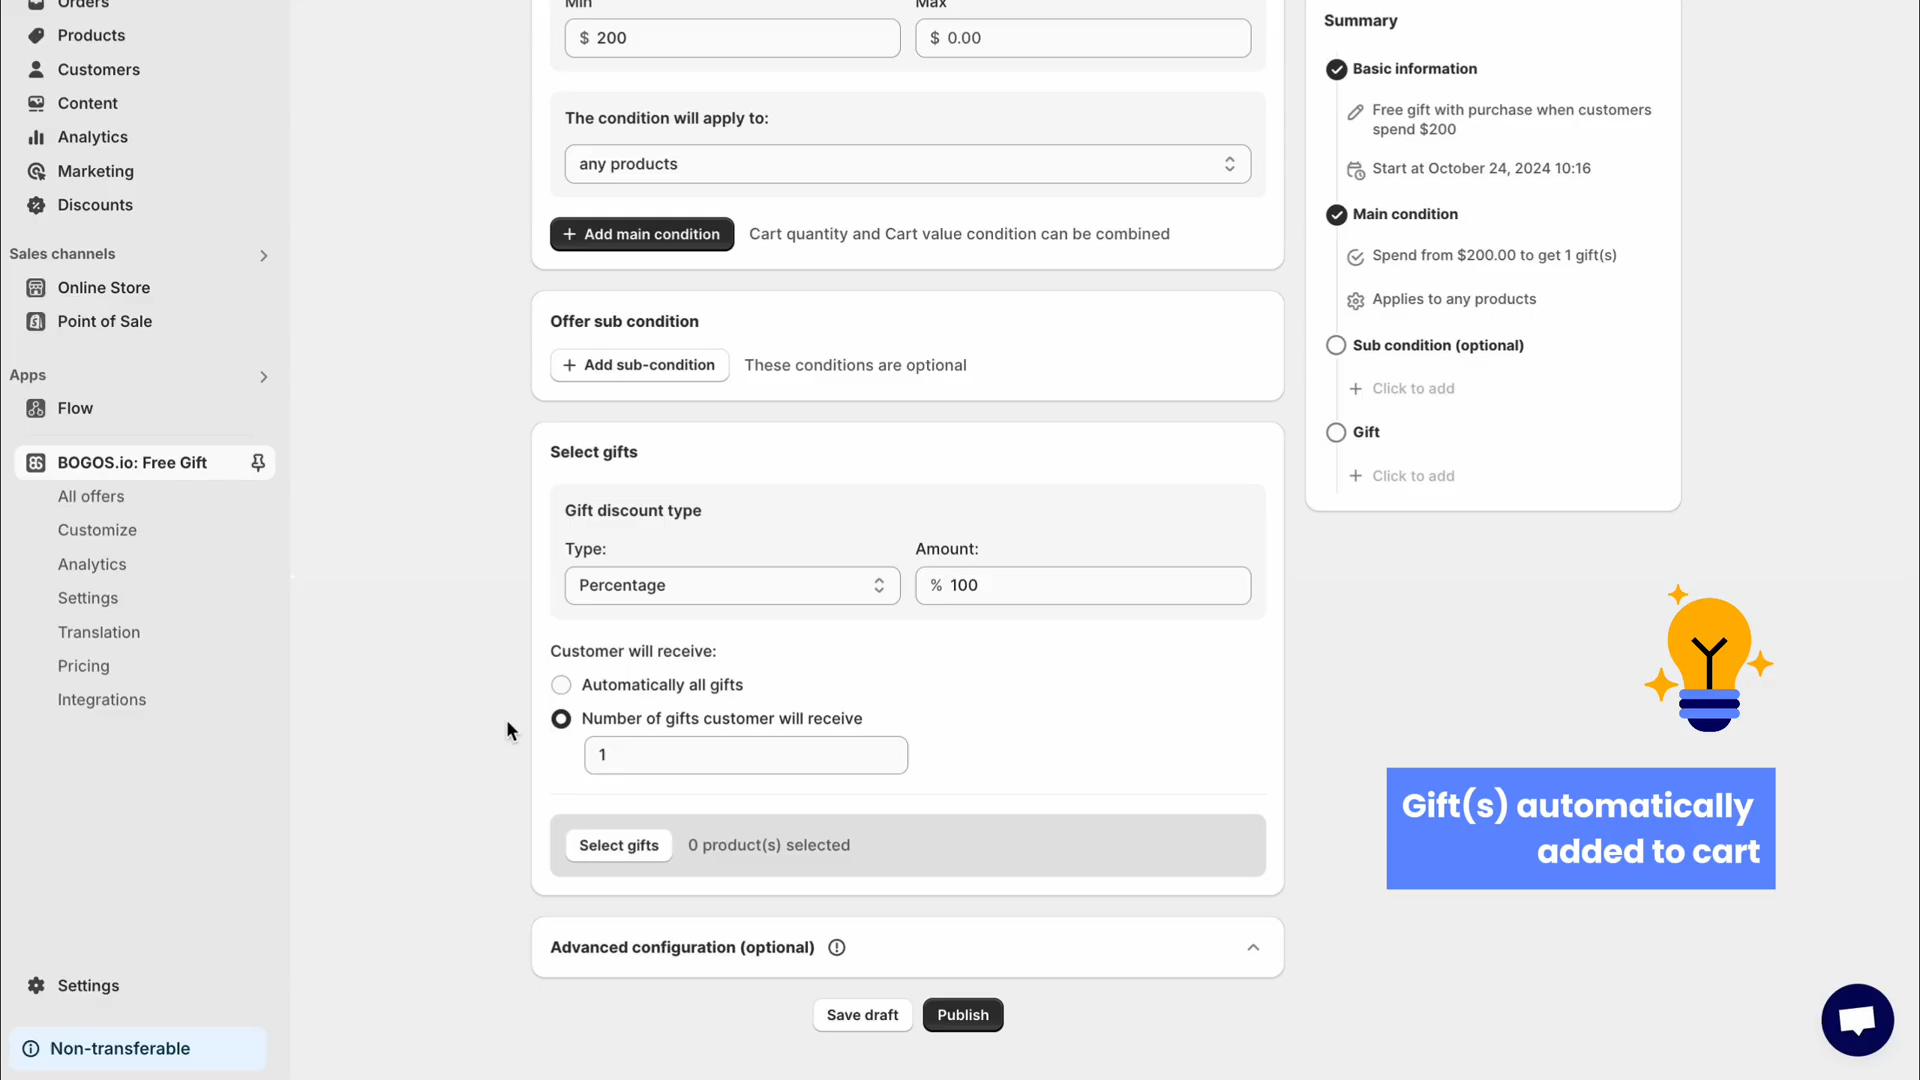 Orders
Products
Customers
Content
Analytics
Marketing
Discounts
Sales channels
Online Store
Point of Sale
Apps
Flow
BOGOS.io: Free Gift
All offers
Customize
Analytics
Settings
Translation
Pricing
Integrations
Settings
Non-transferable
Min
Max
$ 200
$ 0.00
The condition will apply to:
any products
+ Add main condition
Cart quantity and Cart value condition can be combined
Offer sub condition
+ Add sub-condition
These conditions are optional
Select gifts
Gift discount type
Type:
Amount:
Percentage
% 100
Customer will receive:
Automatically all gifts
Number of gifts customer will receive
1
Select gifts
0 product(s) selected
Advanced configuration (optional)
Save draft
Publish
Summary
Basic information
Free gift with purchase when customers
spend $200
Start at October 24, 2024 10:16
Main condition
Spend from $200.00 to get 1 gift(s)
Applies to any products
Sub condition (optional)
+ Click to add
Gift
+ Click to add
Gift(s) automatically
added to cart